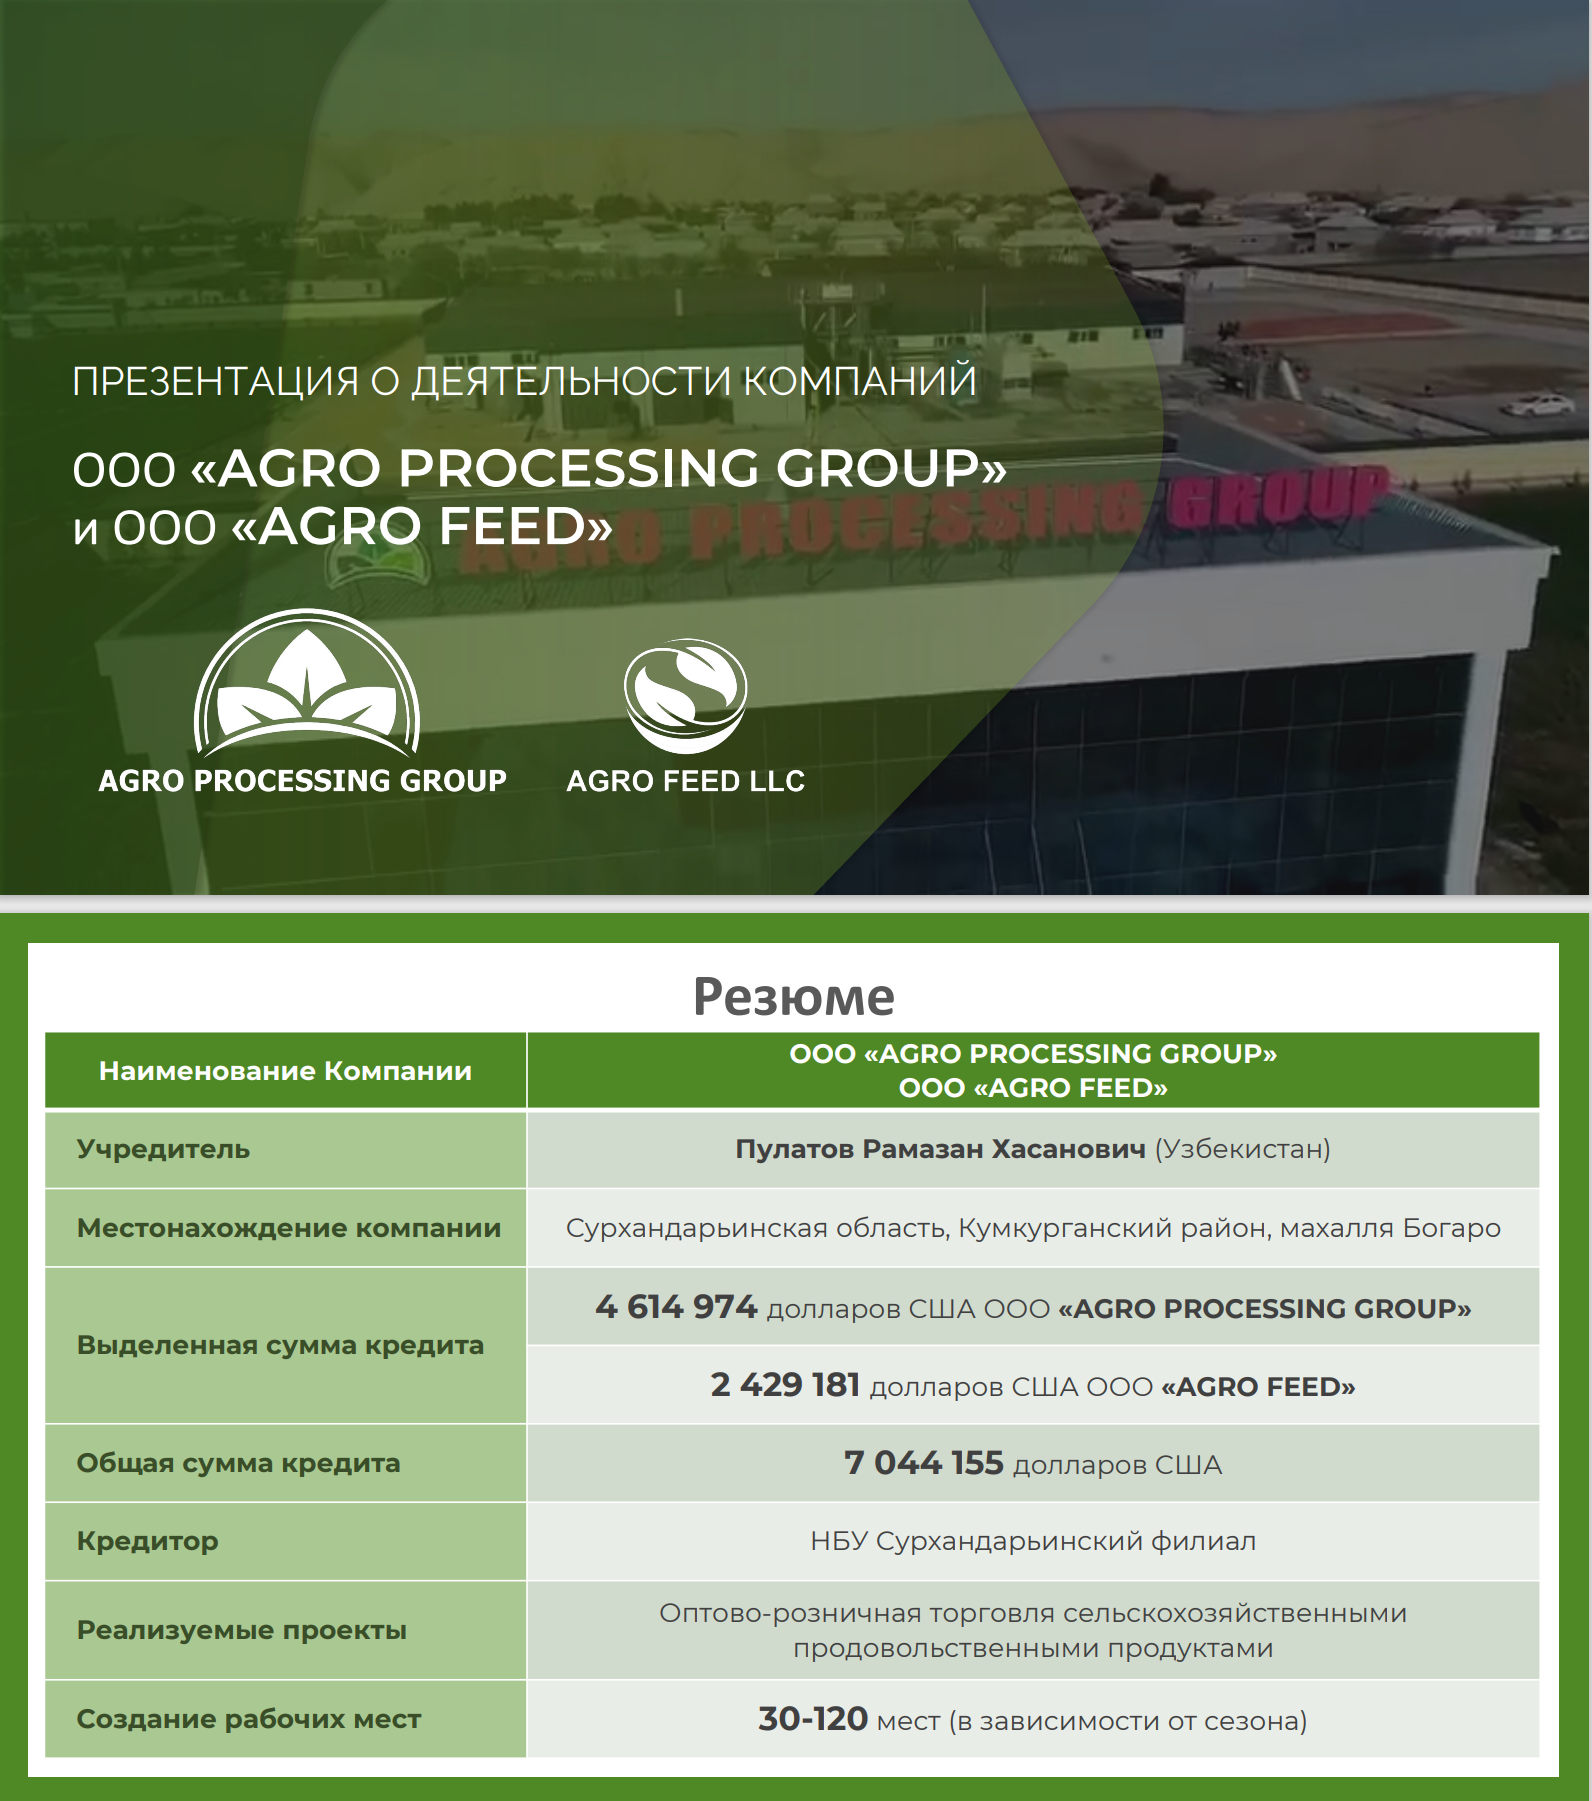 ПРЕЗЕНТАЦИЯ О ДЕЯТЕЛЬНОСТИ КОМПАНИЙ
ООО «AGRO PROCESSING GROUP»
и ООО «AGRO FEED»
AGRO PROCESSING GROUP
AGRO PROCESSING GROUP
AGRO FEED LLC
Резюме
Наименование Компании
ООО «AGRO PROCESSING GROUP»
ООО «AGRO FEED»
Учредитель
Пулатов Рамазан Хасанович (Узбекистан)
Местонахождение компании
Сурхандарьинская область, Кумкурганский район, махалля Богаро
Выделенная сумма кредита
4 614 974 долларов США ООО «AGRO PROCESSING GROUP»
2 429 181 долларов США ООО «AGRO FEED»
Общая сумма кредита
7 044 155 долларов США
Кредитор
НБУ Сурхандарьинский филиал
Реализуемые проекты
Оптово-розничная торговля сельскохозяйственными
продовольственными продуктами
Создание рабочих мест
30-120 мест (в зависимости от сезона)